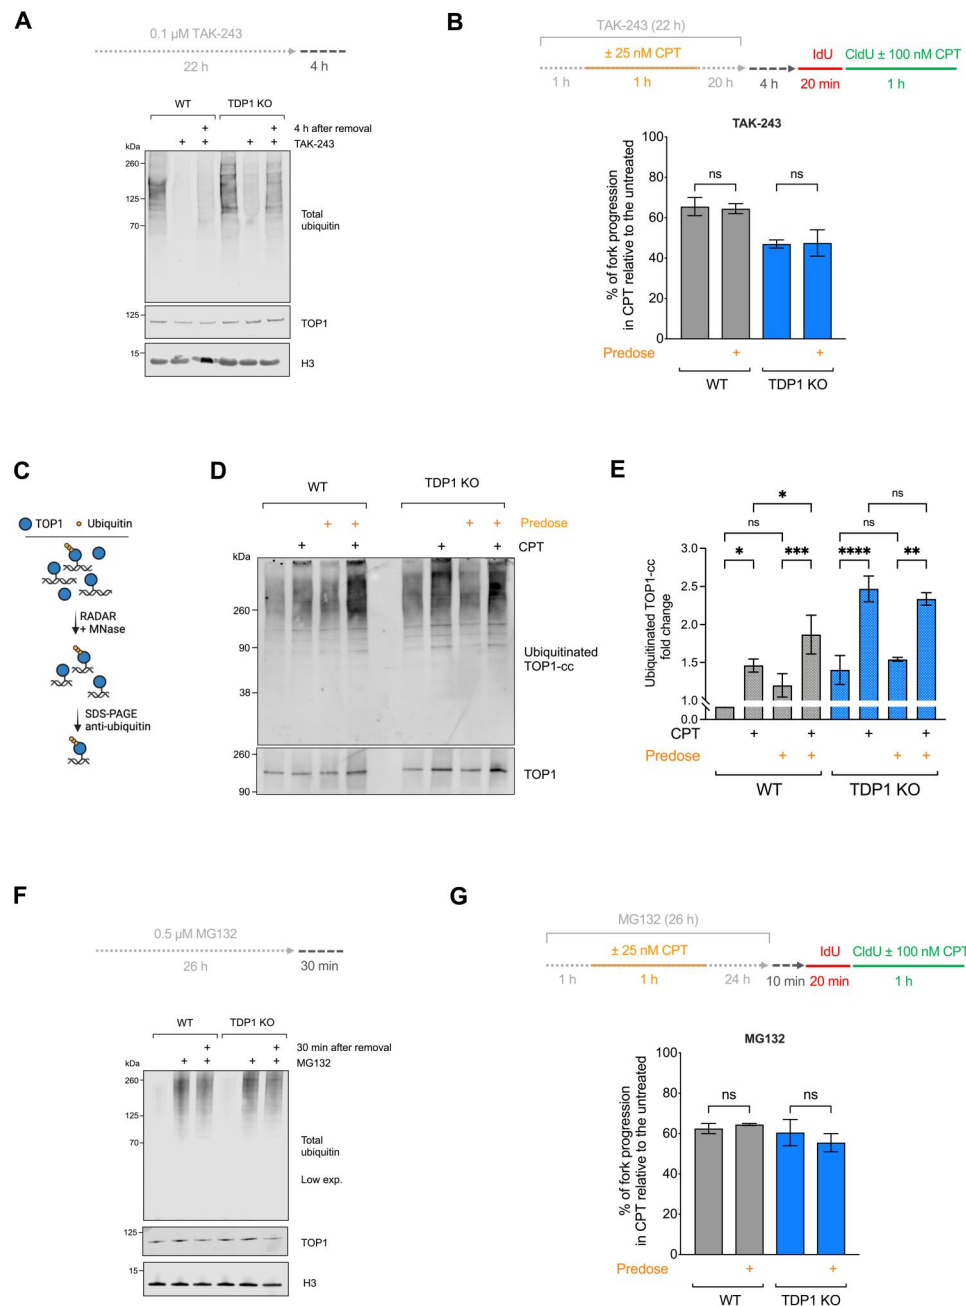 A
0.1 µM TAK-243
22 h
4 h
WT
TDP1 KO
+ + 4 h after removal
kDa + + + + TAK-243
260
125
70
Total
ubiquitin
125
TOP1
15
H3
B
TAK-243 (22 h)
± 25 nM CPT
IdU
CldU ± 100 nM CPT
1 h
1 h
20 h
4 h
20 min
1 h
TAK-243
% of fork progression
in CPT relative to the untreated
100
80
60
40
20
0
ns
ns
Predose + +
WT
TDP1 KO
C
TOP1
Ubiquitin
RADAR
+ MNase
SDS-PAGE
anti-ubiquitin
D
WT
TDP1 KO
+ + + + Predose
+ + + + CPT
kDa
260
90
38
Ubiquitinated
TOP1-cc
260
90
TOP1
E
* ns
ns ns
* *** **** **
Ubiquitinated TOP1-cc
fold change
3.0
2.5
2.0
1.5
1.0
0.0
CPT + + + +
Predose + + + +
WT
TDP1 KO
F
0.5 µM MG132
26 h
30 min
WT
TDP1 KO
+ + 30 min after removal
kDa + + + + MG132
260
125
70
Total
ubiquitin
Low exp.
125
TOP1
15
H3
G
MG132 (26 h)
± 25 nM CPT
IdU
CldU ± 100 nM CPT
1 h
1 h
24 h
10 min
20 min
1 h
MG132
% of fork progression
in CPT relative to the untreated
100
80
60
40
20
0
ns
ns
Predose + +
WT
TDP1 KO